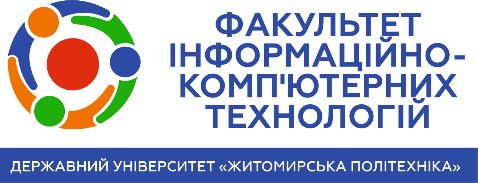 ФАКУЛЬТЕТ
ІНФОРМАЦІЙНО-
КОМП'ЮТЕРНИХ
ТЕХНОЛОГІЙ
ДЕРЖАВНИЙ УНІВЕРСИТЕТ «ЖИТОМИРСЬКА ПОЛІТЕХНІКА»